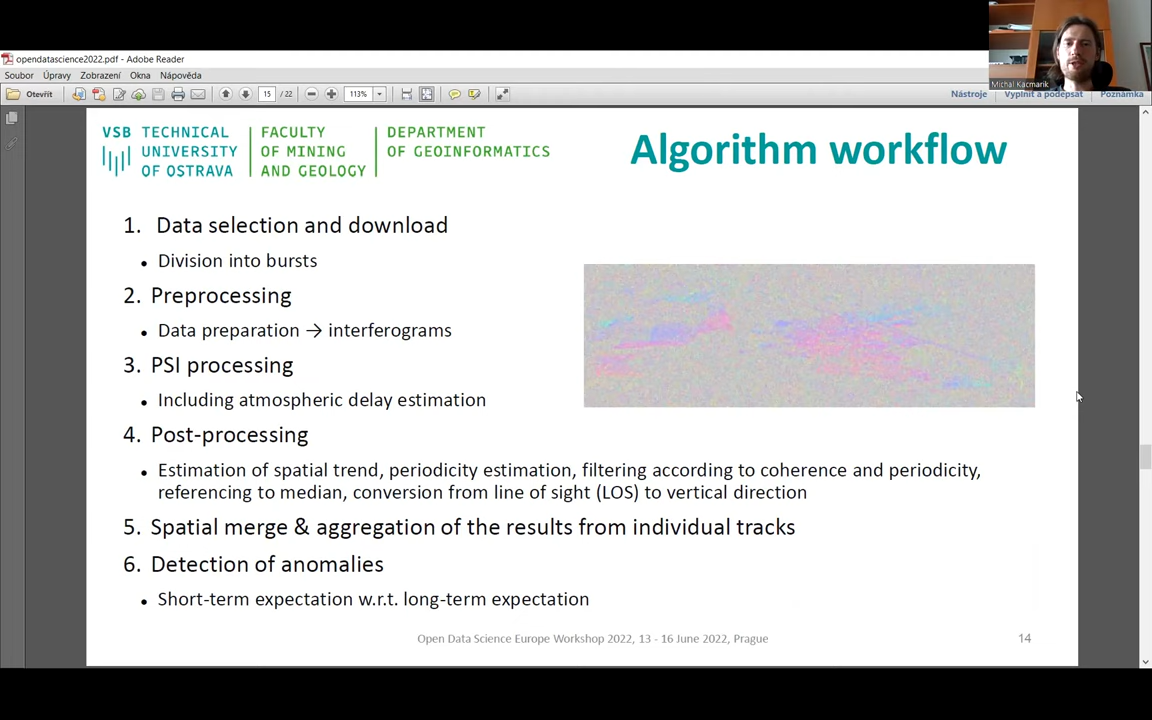 opendatascience2022.pdf - Adobe Reader
Soubor Úpravy Zobrazení Okna Nápověda
Otevřít 15 / 22 113% Nástroje Vyplnit a podepsat Poznámka
Michal Kacmarik
VSB TECHNICAL UNIVERSITY OF OSTRAVA
FACULTY OF MINING AND GEOLOGY
DEPARTMENT OF GEOINFORMATICS
Algorithm workflow
1. Data selection and download
• Division into bursts
2. Preprocessing
• Data preparation → interferograms
3. PSI processing
• Including atmospheric delay estimation
4. Post-processing
• Estimation of spatial trend, periodicity estimation, filtering according to coherence and periodicity,
referencing to median, conversion from line of sight (LOS) to vertical direction
5. Spatial merge & aggregation of the results from individual tracks
6. Detection of anomalies
• Short-term expectation w.r.t. long-term expectation
Open Data Science Europe Workshop 2022, 13 - 16 June 2022, Prague
14